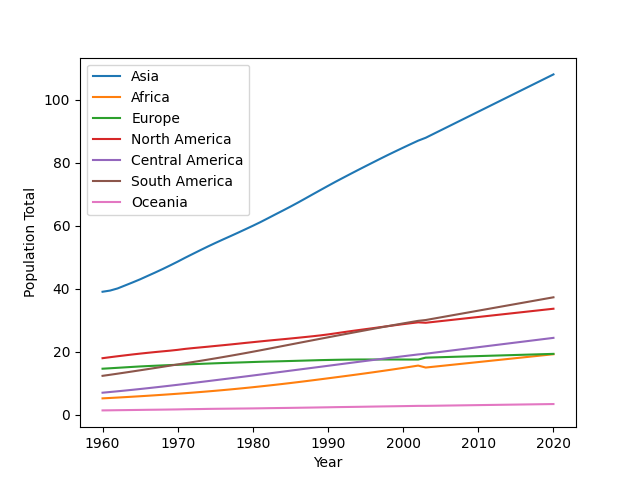 Asia
Africa
Europe
North America
Central America
South America
Oceania
Population Total
100
80
60
40
20
0
1960 1970 1980 1990 2000 2010 2020
Year